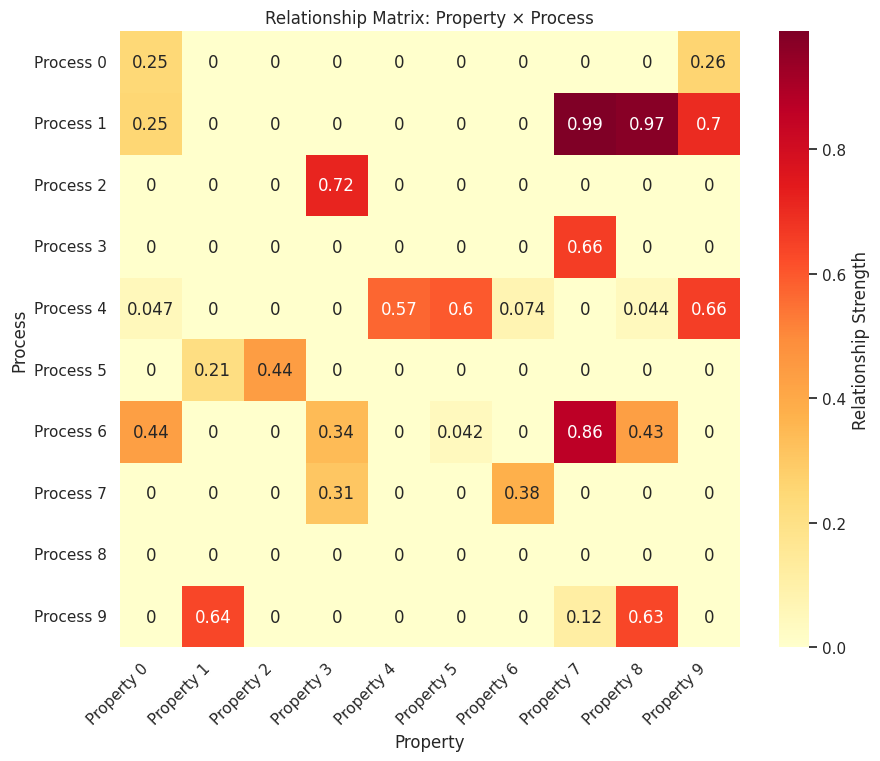 Relationship Matrix: Property × Process
Process 0 0.25 0 0 0 0 0 0 0 0 0.26
Process 1 0.25 0 0 0 0 0 0 0.99 0.97 0.7
Process 2 0 0 0 0.72 0 0 0 0 0 0
Process 3 0 0 0 0 0 0 0 0.66 0 0
Process 4 0.047 0 0 0 0.57 0.6 0.074 0 0.044 0.66
Process 5 0 0.21 0.44 0 0 0 0 0 0 0
Process 6 0.44 0 0 0.34 0 0.042 0 0.86 0.43 0
Process 7 0 0 0 0.31 0 0 0.38 0 0 0
Process 8 0 0 0 0 0 0 0 0 0 0
Process 9 0 0.64 0 0 0 0 0 0.12 0.63 0
Property 0 Property 1 Property 2 Property 3 Property 4 Property 5 Property 6 Property 7 Property 8 Property 9
Property
Process
0.8
0.6
0.4
0.2
0.0
Relationship Strength